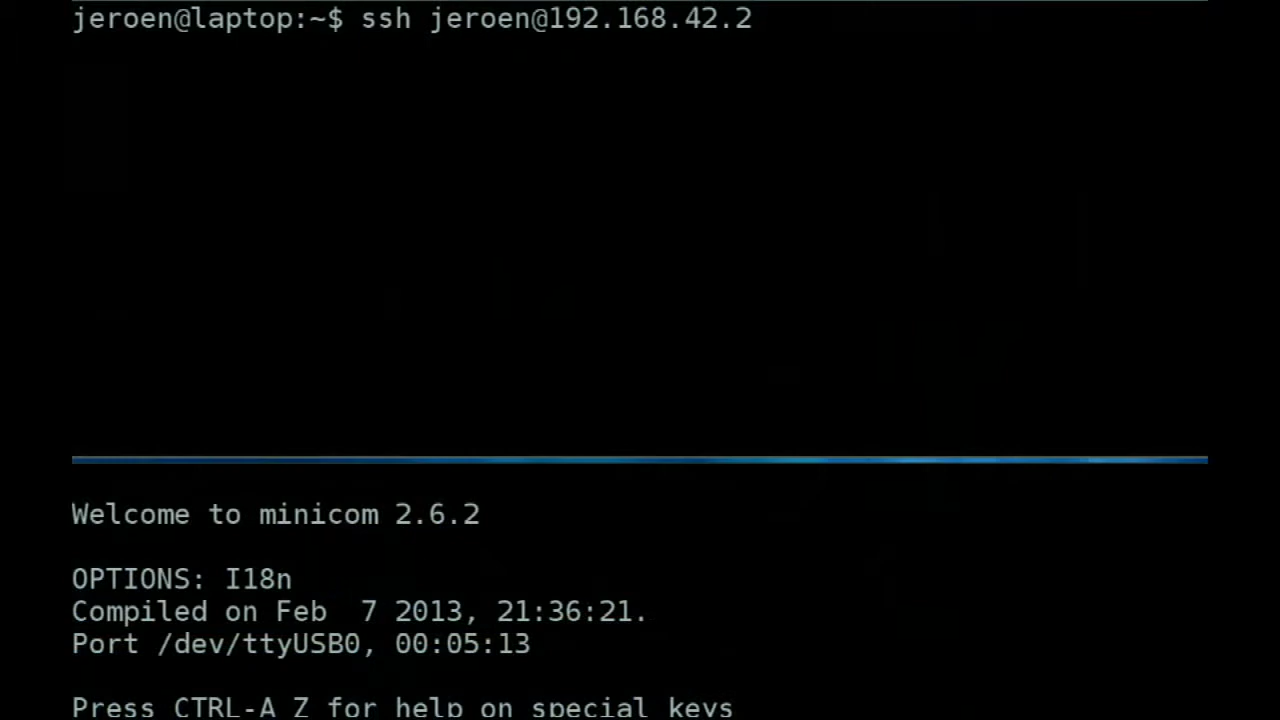 jeroen@laptop:~$ ssh jeroen@192.168.42.2
Welcome to minicom 2.6.2
OPTIONS: I18n
Compiled on Feb  7 2013, 21:36:21.
Port /dev/ttyUSB0, 00:05:13
Press CTRL-A Z for help on special keys